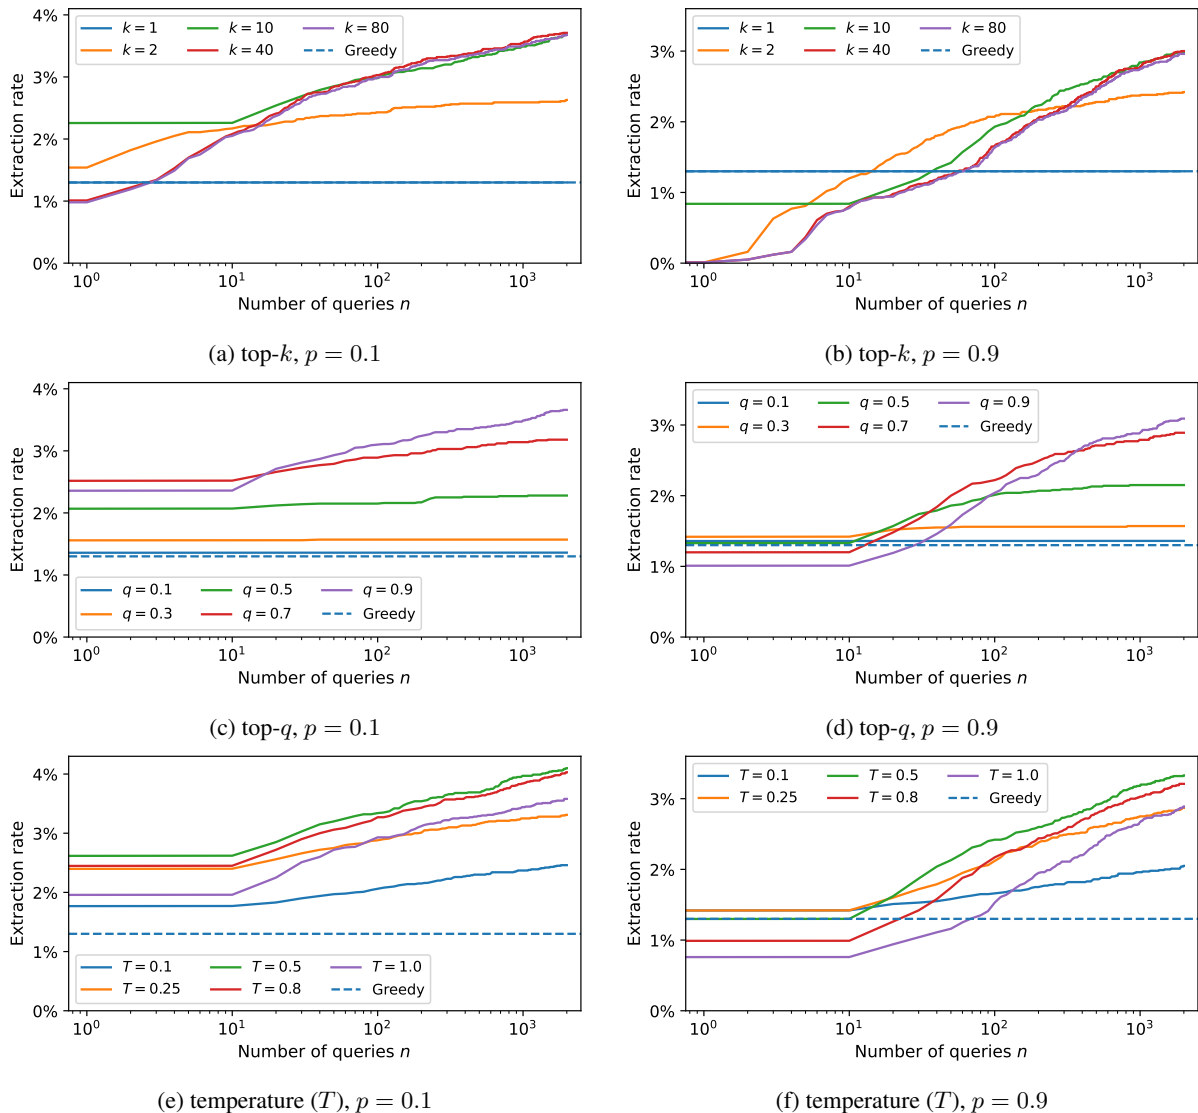 4%
3%
2%
1%
0%
Extraction rate
k = 1
k = 2
k = 10
k = 40
k = 80
Greedy
10^0
10^1
10^2
10^3
Number of queries n
(a) top-k, p = 0.1
3%
2%
1%
0%
Extraction rate
k = 1
k = 2
k = 10
k = 40
k = 80
Greedy
10^0
10^1
10^2
10^3
Number of queries n
(b) top-k, p = 0.9
4%
3%
2%
1%
0%
Extraction rate
q = 0.1
q = 0.3
q = 0.5
q = 0.7
q = 0.9
Greedy
10^0
10^1
10^2
10^3
Number of queries n
(c) top-q, p = 0.1
3%
2%
1%
0%
Extraction rate
q = 0.1
q = 0.3
q = 0.5
q = 0.7
q = 0.9
Greedy
10^0
10^1
10^2
10^3
Number of queries n
(d) top-q, p = 0.9
4%
3%
2%
1%
0%
Extraction rate
T = 0.1
T = 0.25
T = 0.5
T = 0.8
T = 1.0
Greedy
10^0
10^1
10^2
10^3
Number of queries n
(e) temperature (T), p = 0.1
3%
2%
1%
0%
Extraction rate
T = 0.1
T = 0.25
T = 0.5
T = 0.8
T = 1.0
Greedy
10^0
10^1
10^2
10^3
Number of queries n
(f) temperature (T), p = 0.9